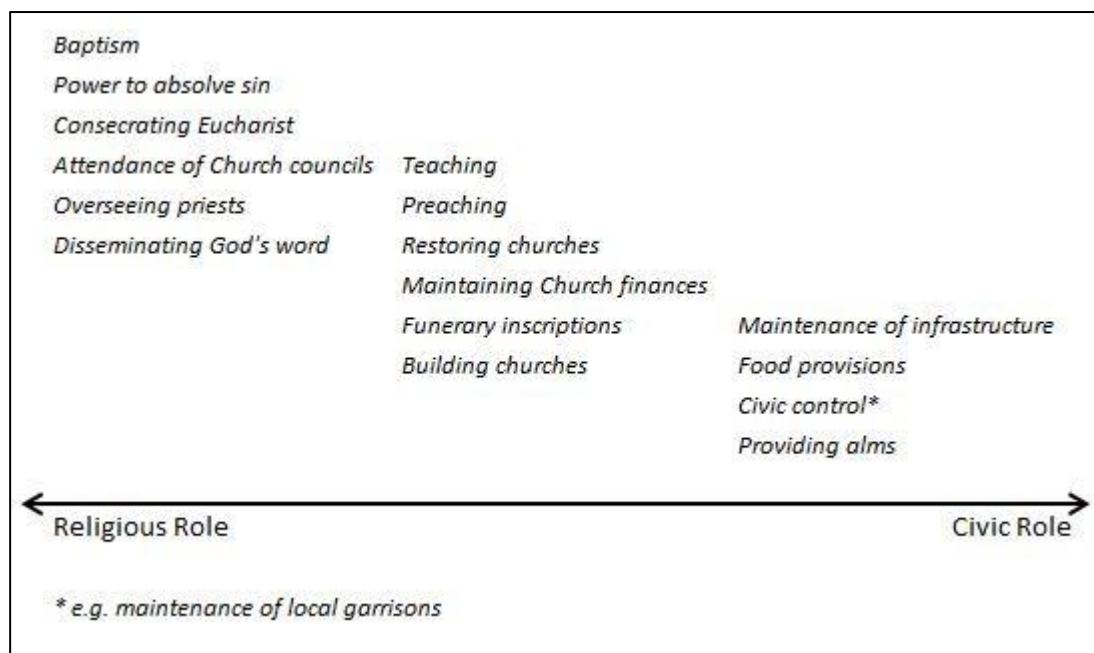 Baptism
Power to absolve sin
Consecrating Eucharist
Attendance of Church councils Teaching
Overseeing priests Preaching
Disseminating God's word Restoring churches
Maintaining Church finances
Funerary inscriptions Maintenance of infrastructure
Building churches Food provisions
Civic control*
Providing alms
Religious Role Civic Role
* e.g. maintenance of local garrisons